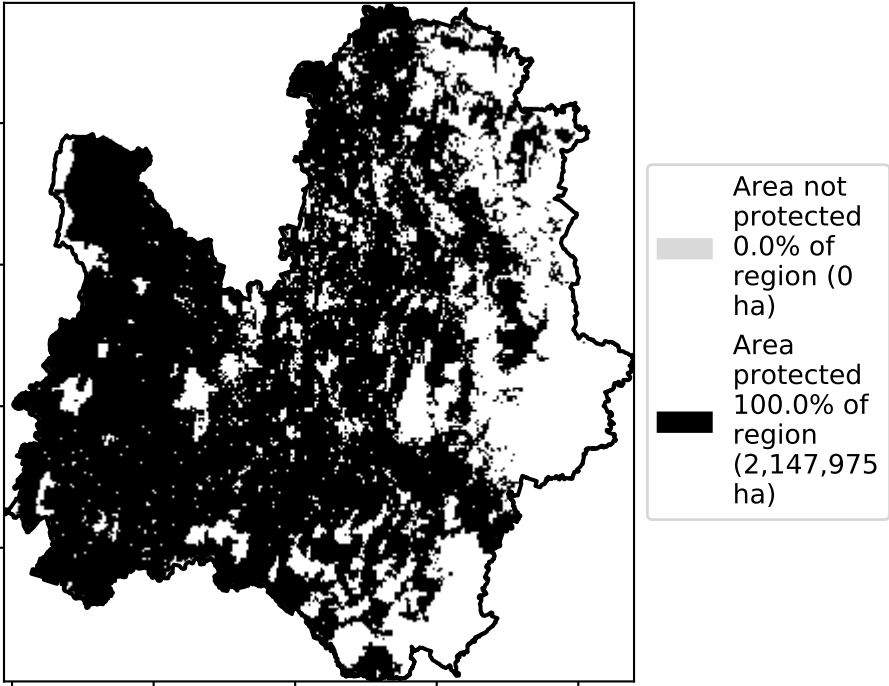 Area not
protected
0.0% of
region (0
ha)
Area
protected
100.0% of
region
(2,147,975
ha)